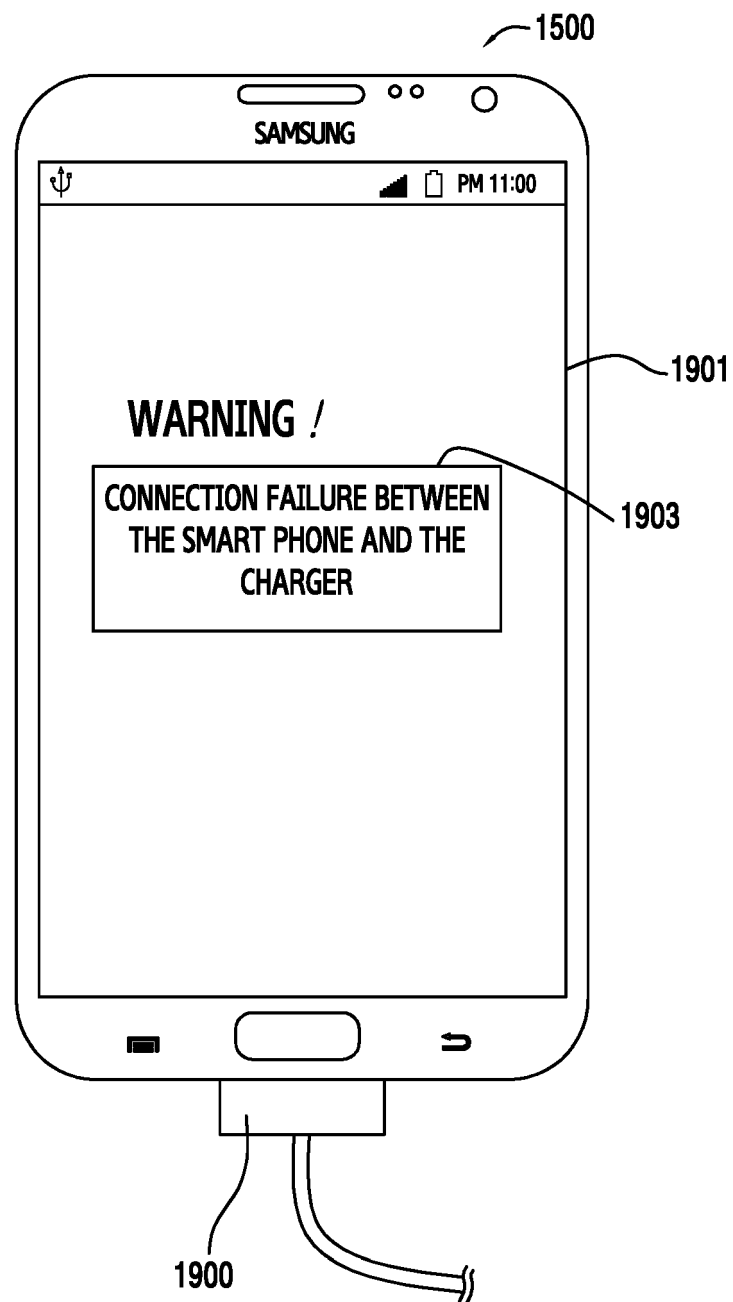 1500
SAMSUNG
PM 11:00
1901
WARNING !
CONNECTION FAILURE BETWEEN
THE SMART PHONE AND THE
CHARGER
1903
1900